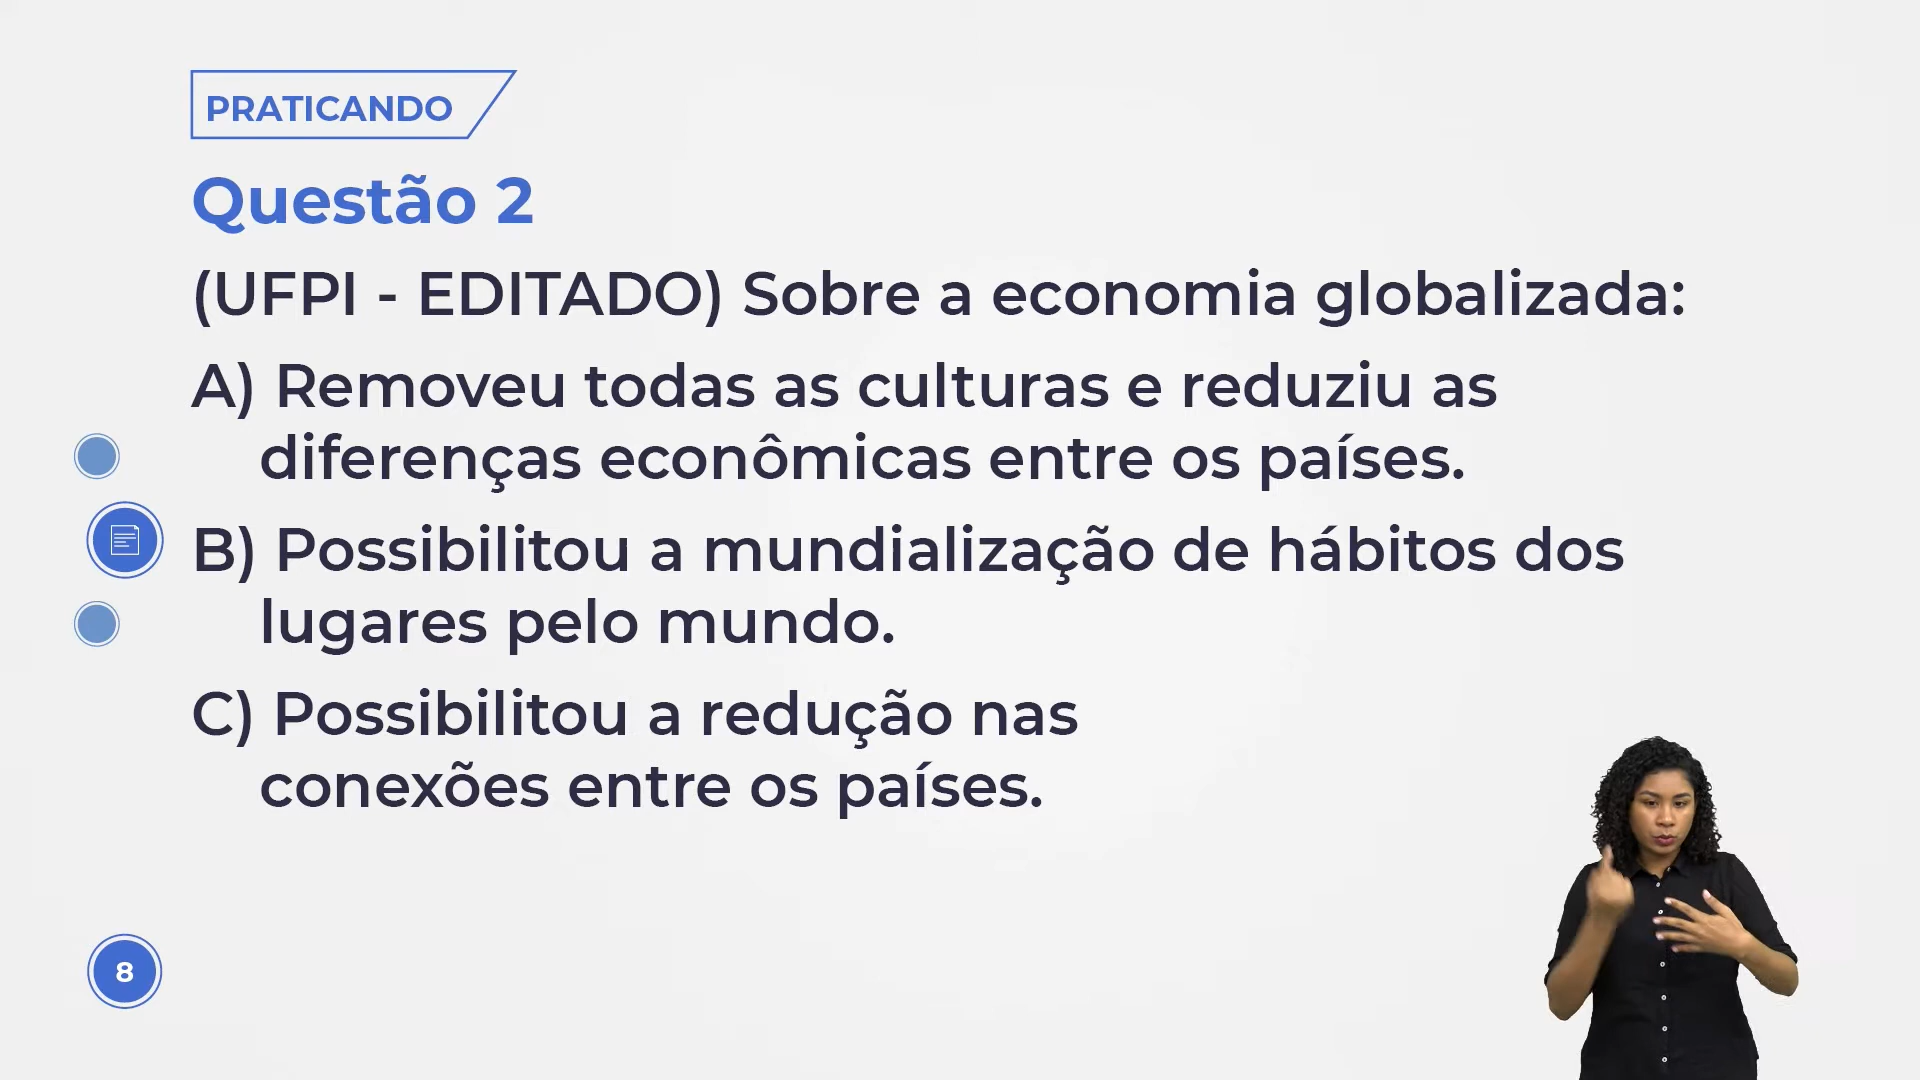 PRATICANDO
Questão 2
(UFPI - EDITADO) Sobre a economia globalizada:
A) Removeu todas as culturas e reduziu as
diferenças econômicas entre os países.
B) Possibilitou a mundialização de hábitos dos
lugares pelo mundo.
C) Possibilitou a redução nas
conexões entre os países.
8